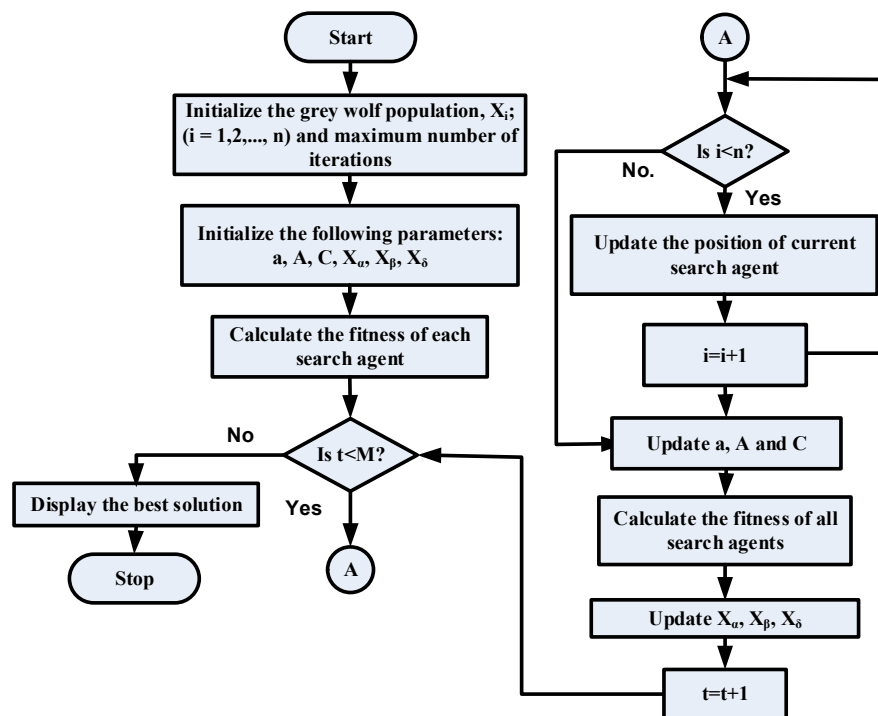 Start
Initialize the grey wolf population, Xᵢ;
(i = 1,2,..., n) and maximum number of
iterations
Initialize the following parameters:
a, A, C, Xα, Xβ, Xδ
Calculate the fitness of each
search agent
Is t<M?
No
Yes
Display the best solution
Stop
A
A
Is i<n?
No.
Yes
Update the position of current
search agent
i=i+1
Update a, A and C
Calculate the fitness of all
search agents
Update Xα, Xβ, Xδ
t=t+1